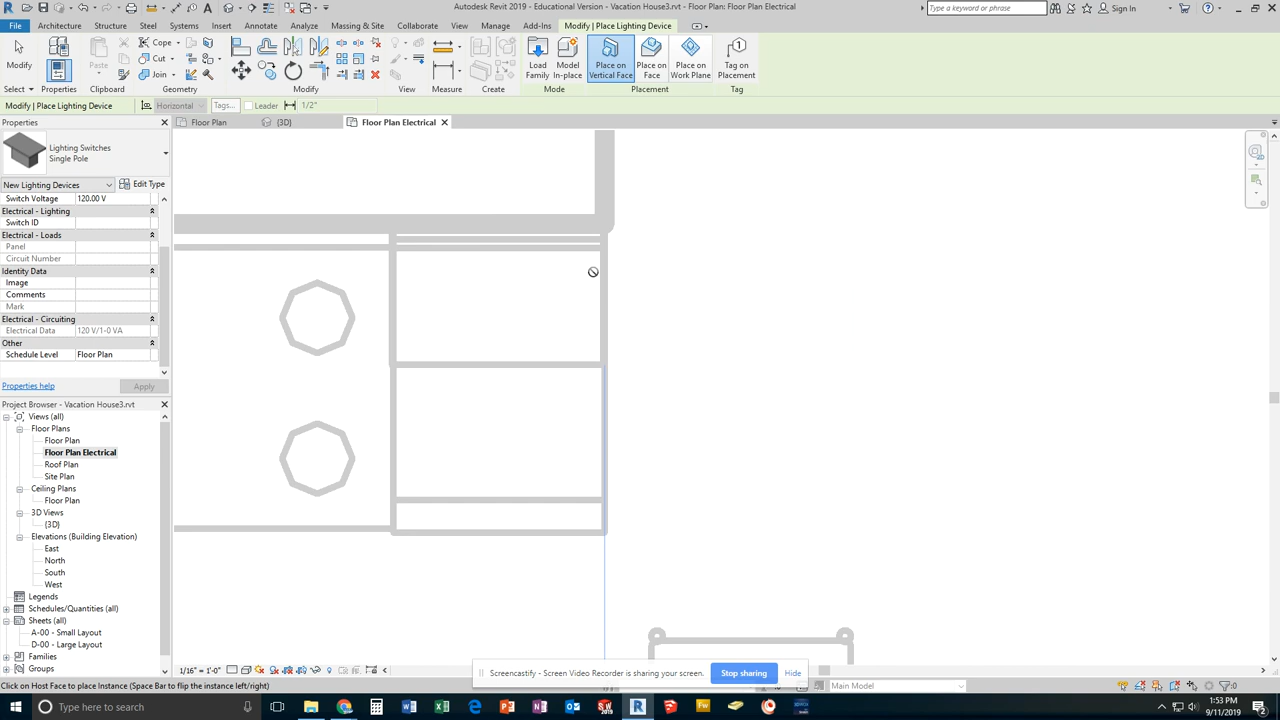 Autodesk Revit 2019 - Educational Version - Vacation House3.rvt - Floor Plan: Floor Plan Electrical
Type a keyword or phrase
Sign In
File Architecture Structure Systems Insert Annotate Analyze Massing & Site Collaborate View Manage Add-Ins Modify | Place Lighting Device
Modify
Paste
Cope
Cut
Join
Load Family
Model In-place
Place on Vertical Face
Place on Face
Place on Work Plane
Tag on Placement
Select Properties Clipboard Geometry Modify View Measure Create Mode Placement Tag
Modify | Place Lighting Device Horizontal Tags... Leader 1/2"
Properties
Floor Plan
{3D}
Floor Plan Electrical
Lighting Switches
Single Pole
New Lighting Devices Edit Type
Switch Voltage 120.00 V
Electrical - Lighting
Switch ID
Electrical - Loads
Panel
Circuit Number
Identity Data
Image
Comments
Mark
Electrical - Circuiting
Electrical Data 120 V/1-0 VA
Other
Schedule Level Floor Plan
Properties help Apply
Project Browser - Vacation House3.rvt
Views (all)
Floor Plans
Floor Plan
Floor Plan Electrical
Roof Plan
Site Plan
Ceiling Plans
Floor Plan
3D Views
{3D}
Elevations (Building Elevation)
East
North
South
West
Legends
Schedules/Quantities (all)
Sheets (all)
A-00 - Small Layout
D-00 - Large Layout
Families
Groups
1/16" = 1'-0"
Screencastify - Screen Video Recorder is sharing your screen. Stop sharing Hide
Click on Host Face to place Instance (Space Bar to flip the instance left/right)
Main Model
:0
Type here to search
1:53 PM
9/11/2019